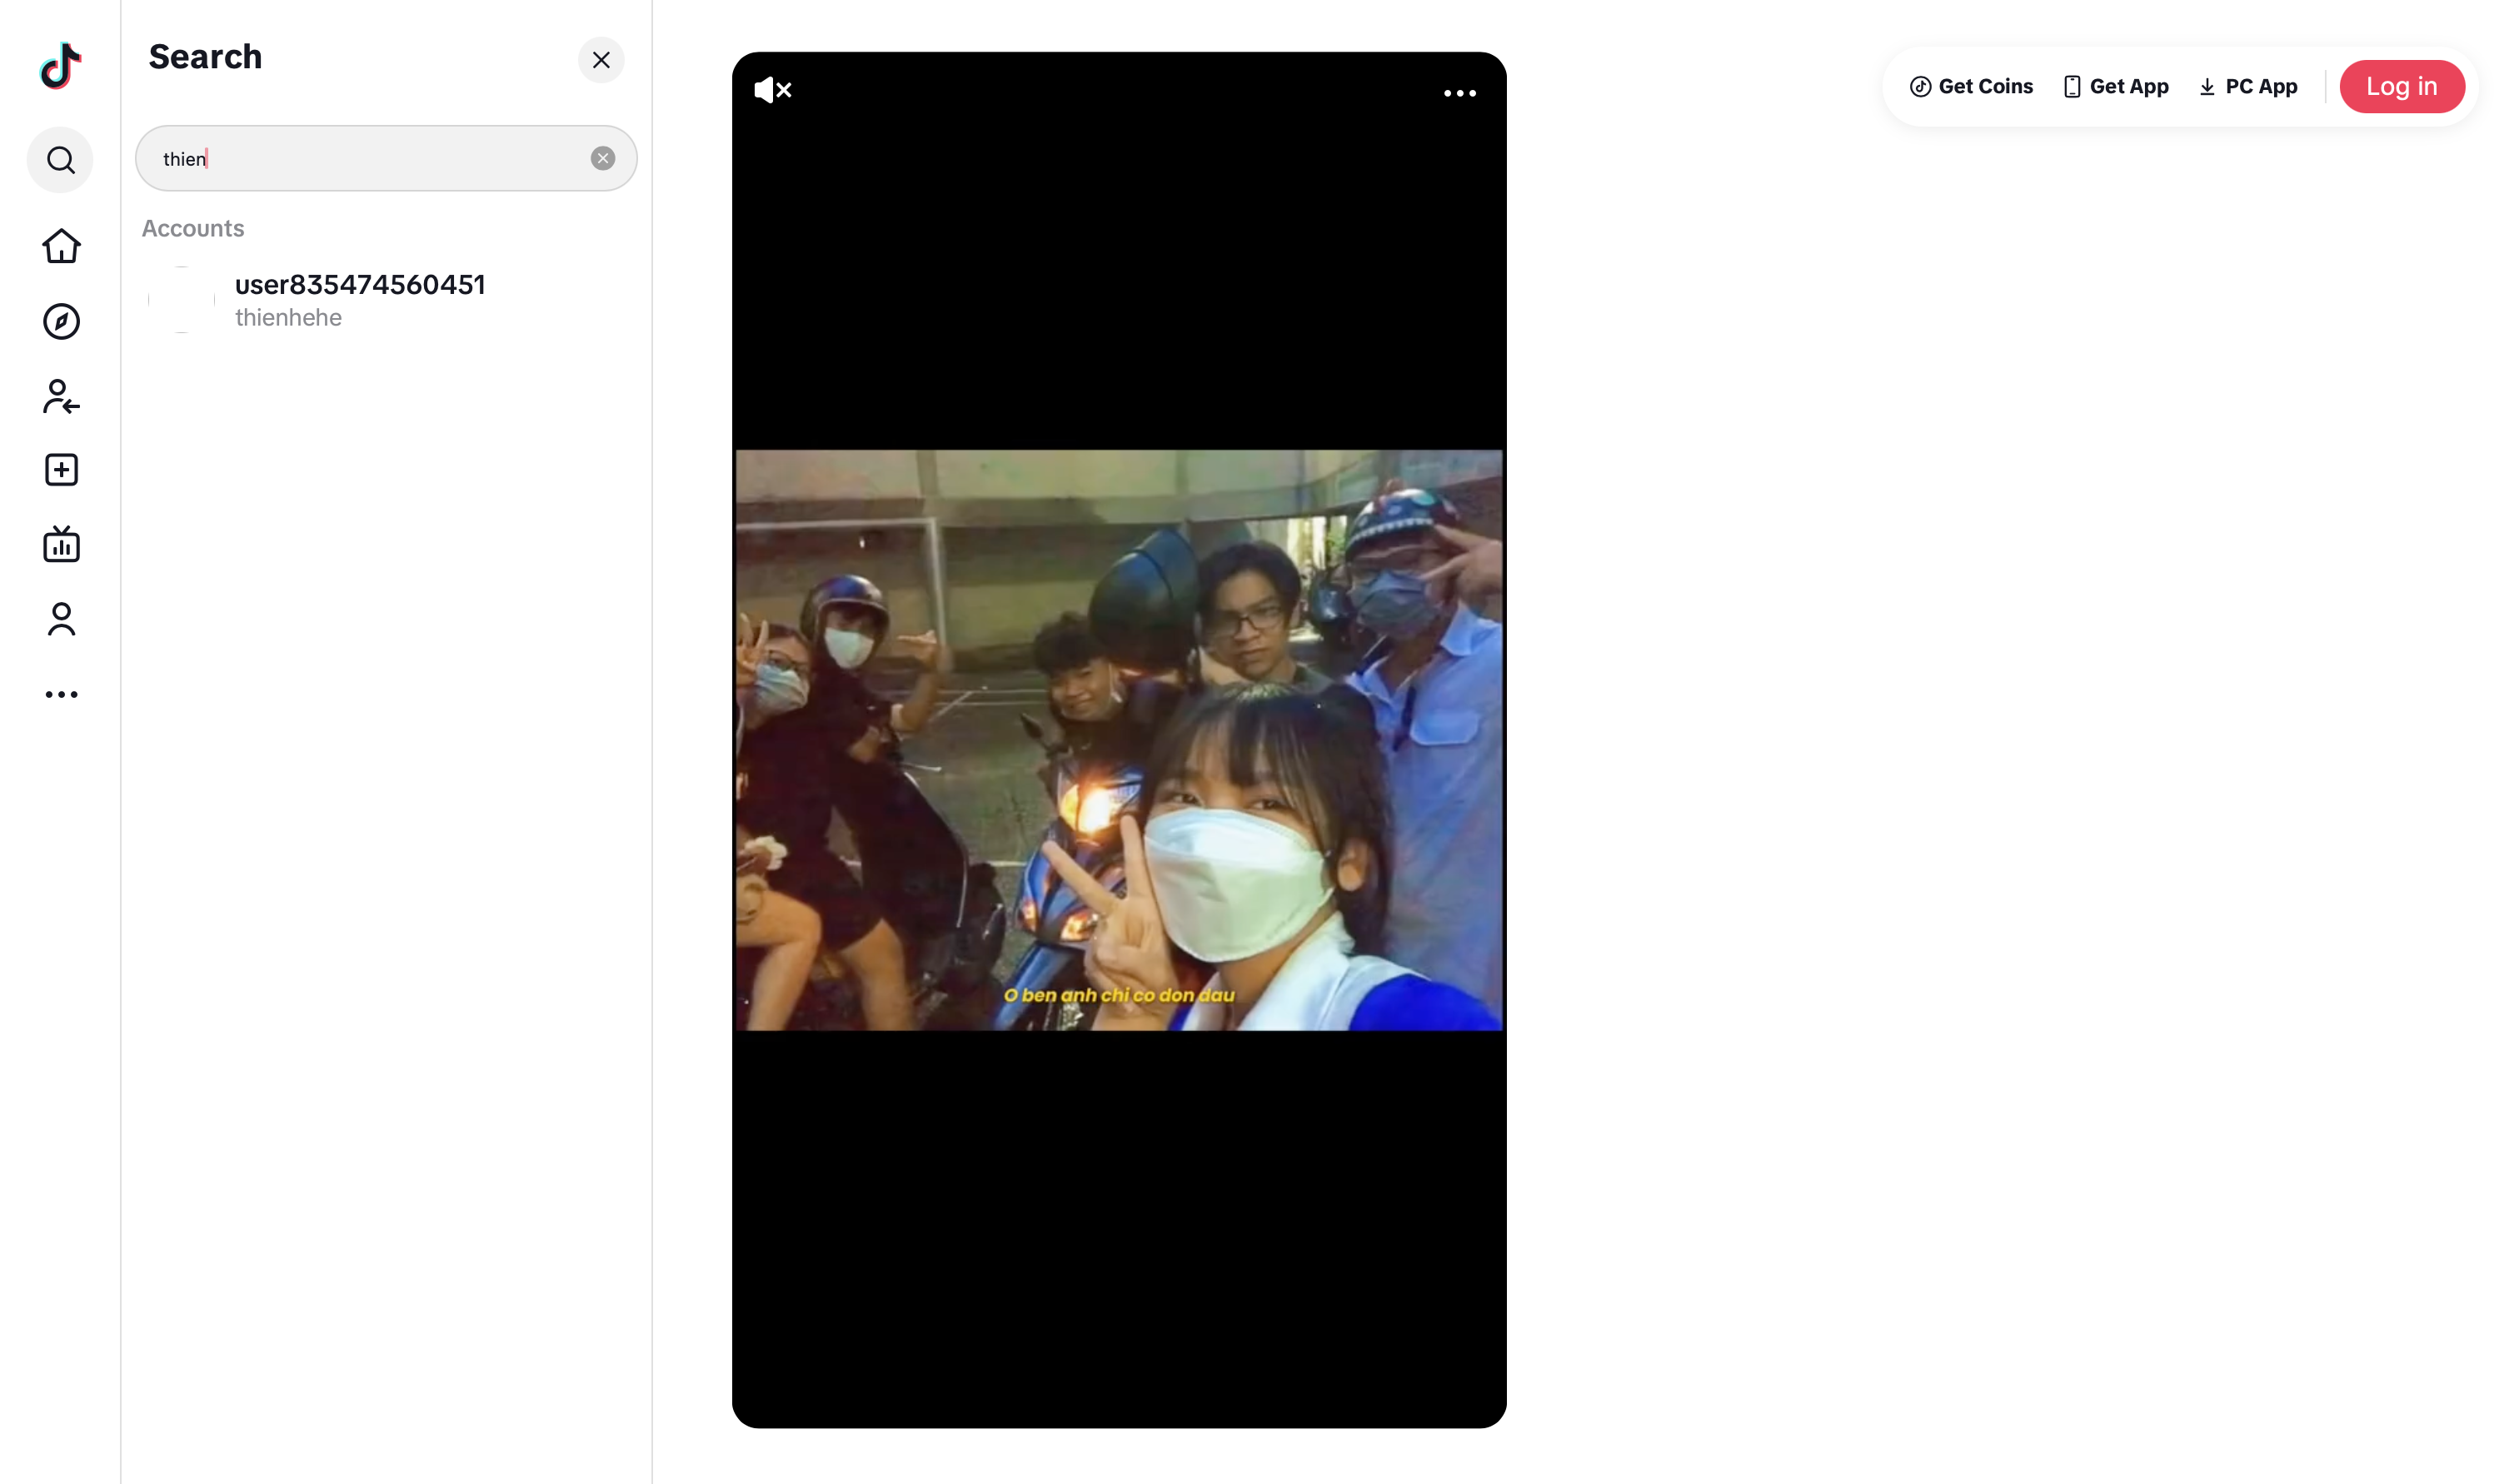 Search
thien
Accounts
user835474560451
thienhehe
Get Coins
Get App
PC App
Log in
O ben anh chi co don dau